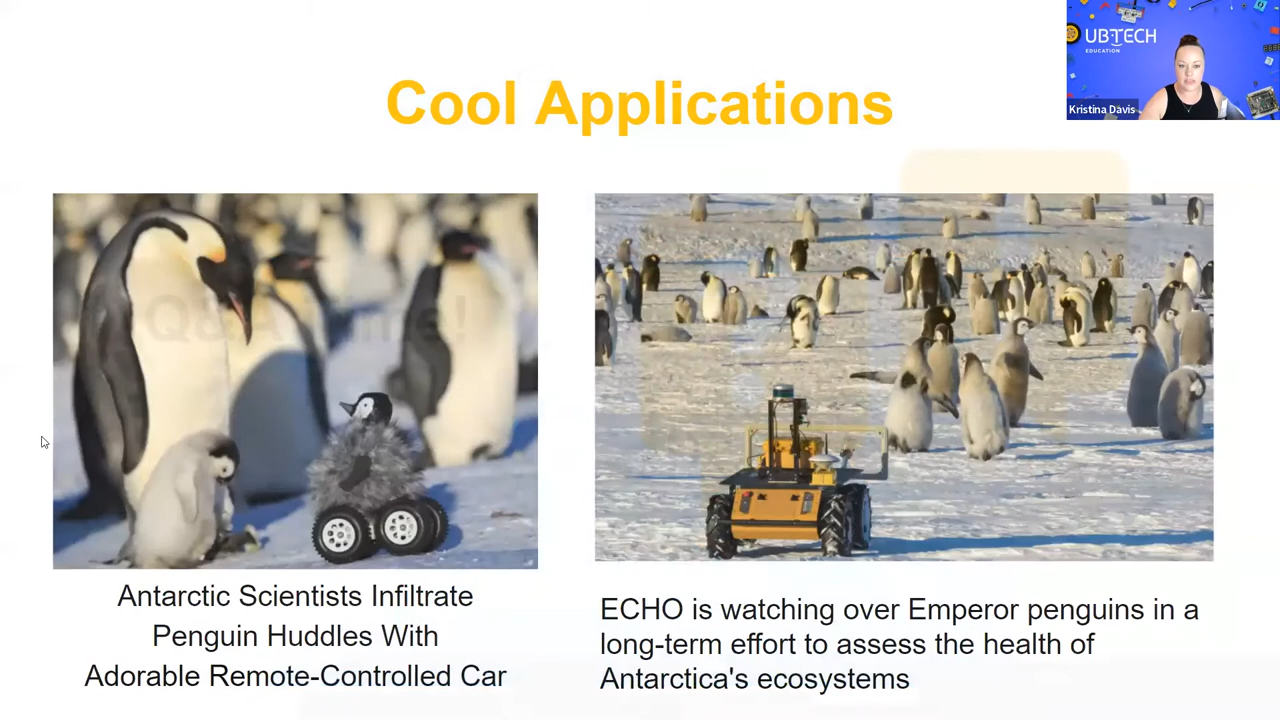 UBTECH
EDUCATION
Kristina Davis
Cool Applications
Q&A Time!
Antarctic Scientists Infiltrate
Penguin Huddles With
Adorable Remote-Controlled Car
ECHO is watching over Emperor penguins in a
long-term effort to assess the health of
Antarctica's ecosystems